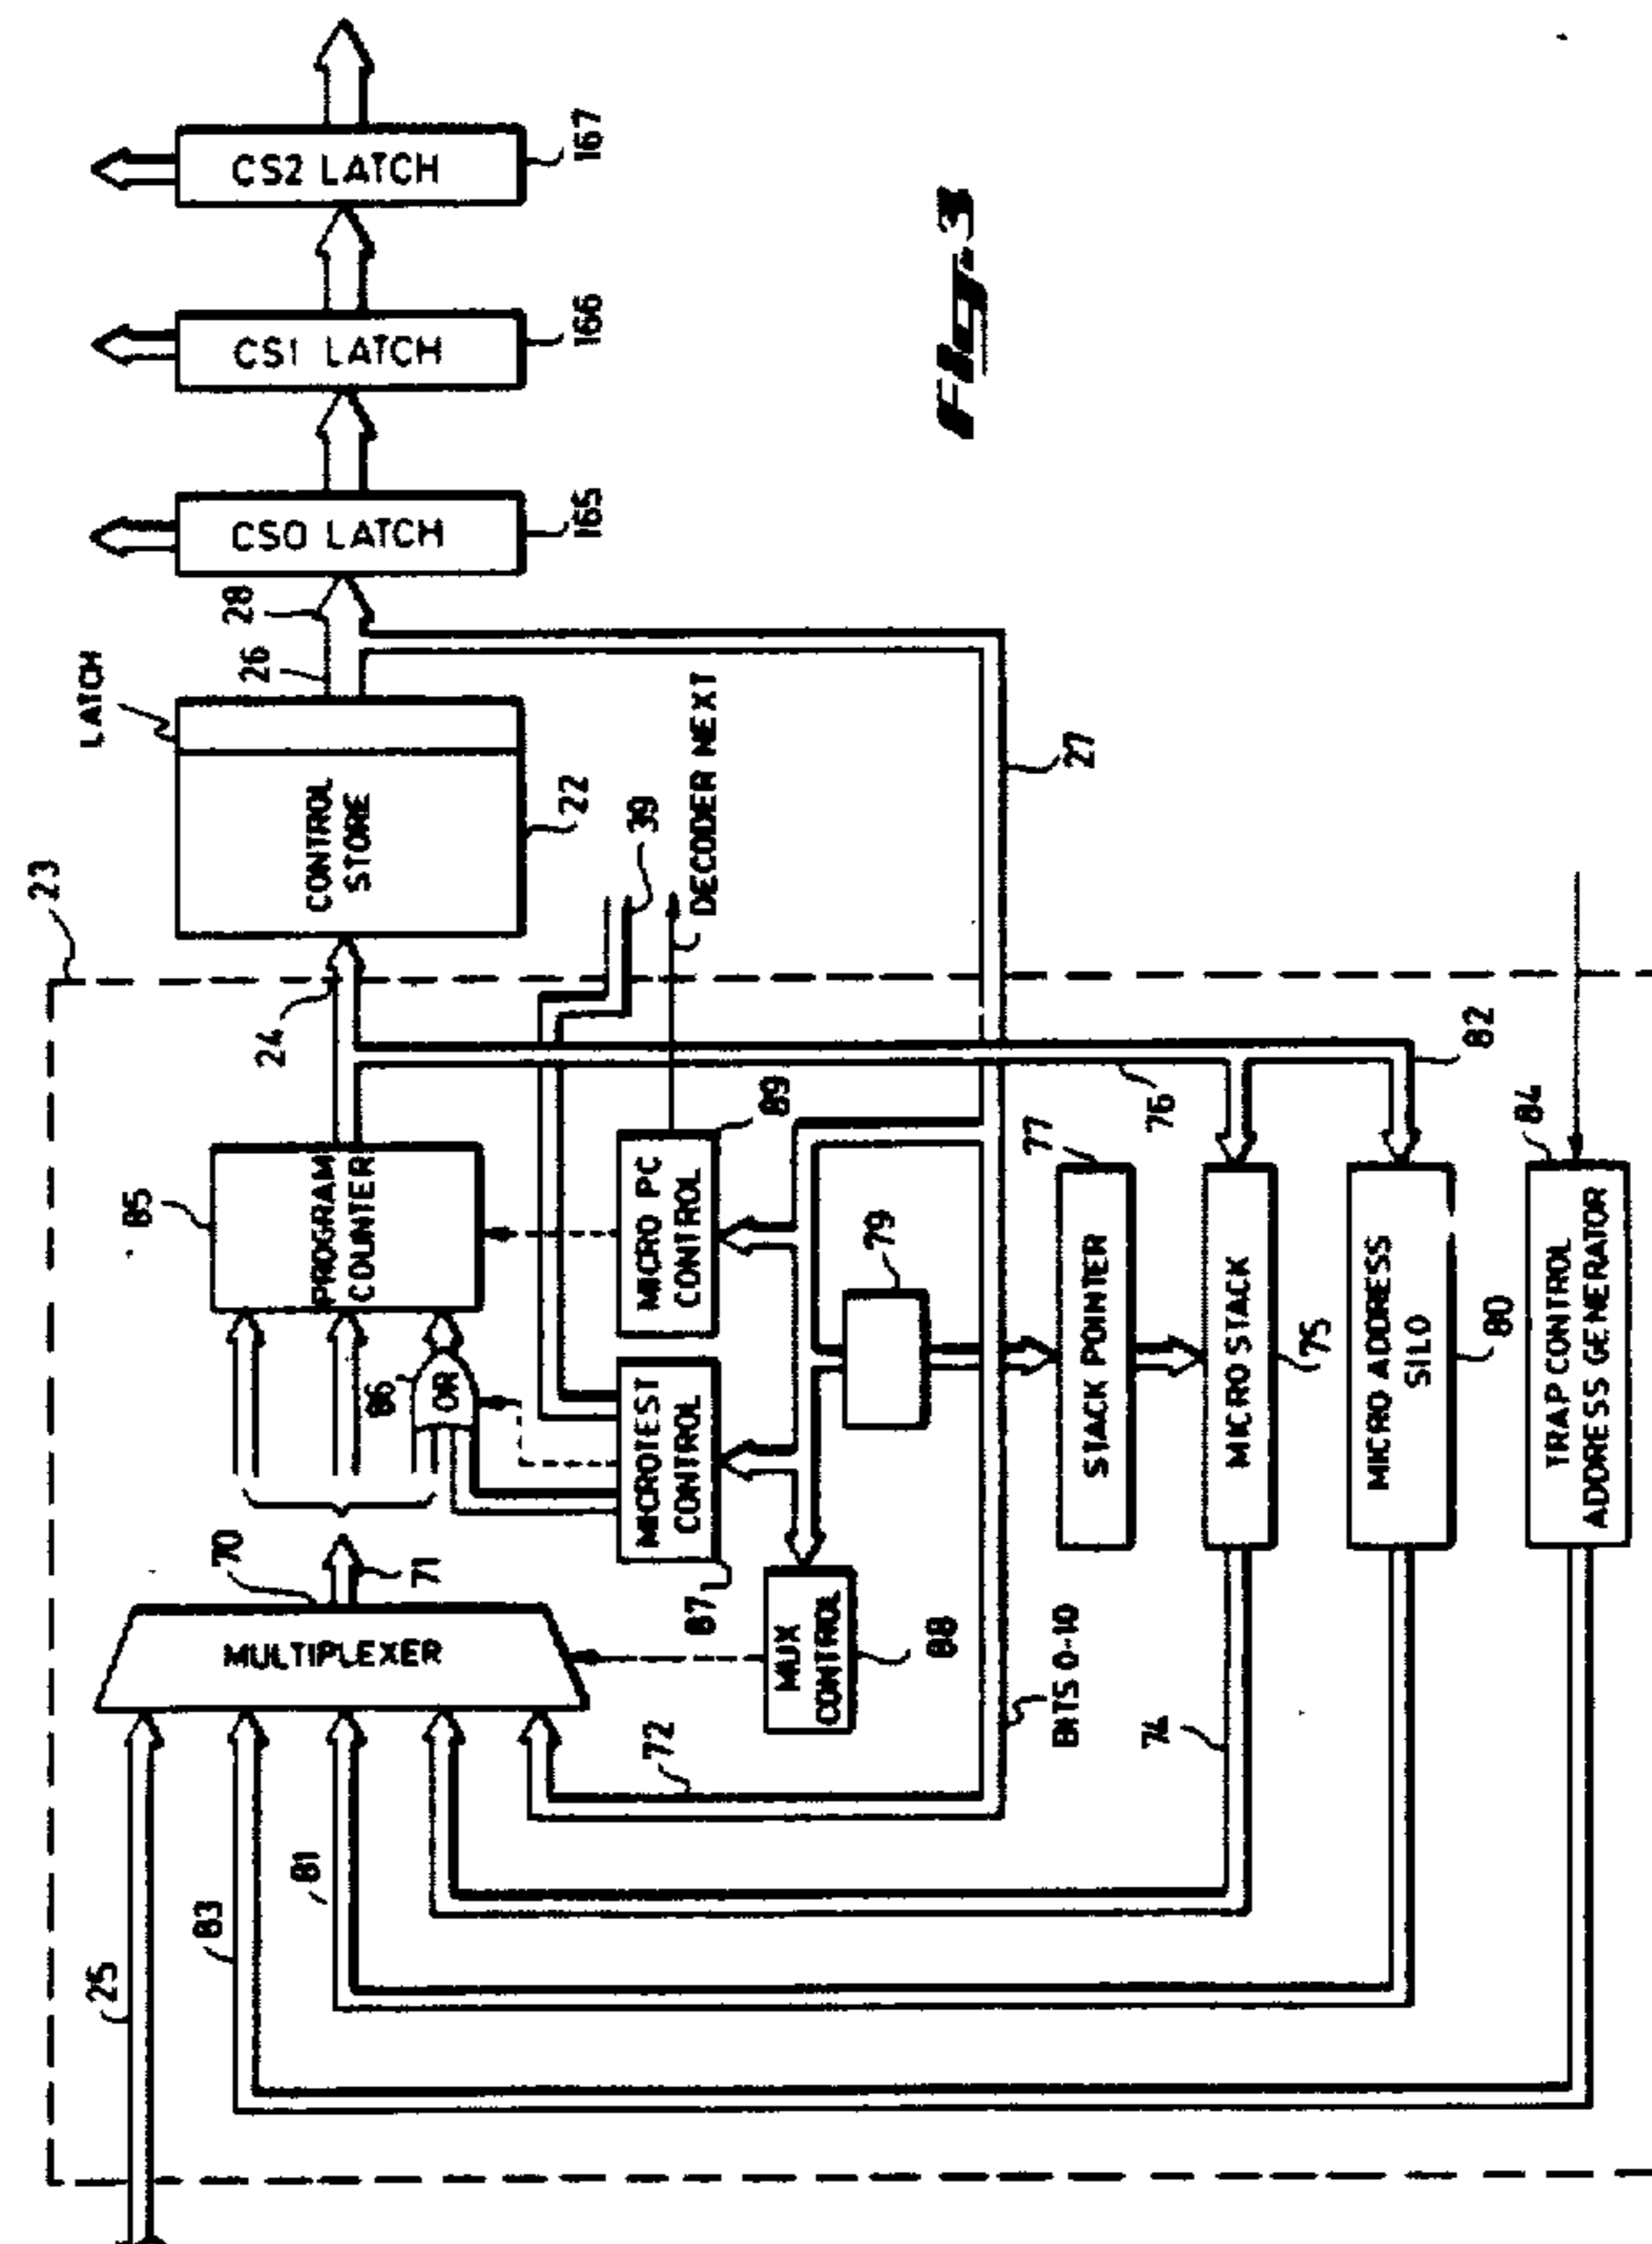 23
25
83
81
72
MULTIPLEXER
70
71
85
PROGRAM
COUNTER
24
LATCH
CONTROL
STORE
22
26
28
CS0 LATCH
165
CS1 LATCH
166
CS2 LATCH
167
86
OR
39
DECODER NEXT
MICROTEST
CONTROL
87
MICRO PC
CONTROL
89
MUX
CONTROL
88
79
27
BITS 0-10
STACK POINTER
77
76
74
MICRO STACK
75
82
MICRO ADDRESS
SILO
80
84
TRAP CONTROL
ADDRESS GENERATOR
FIG-3